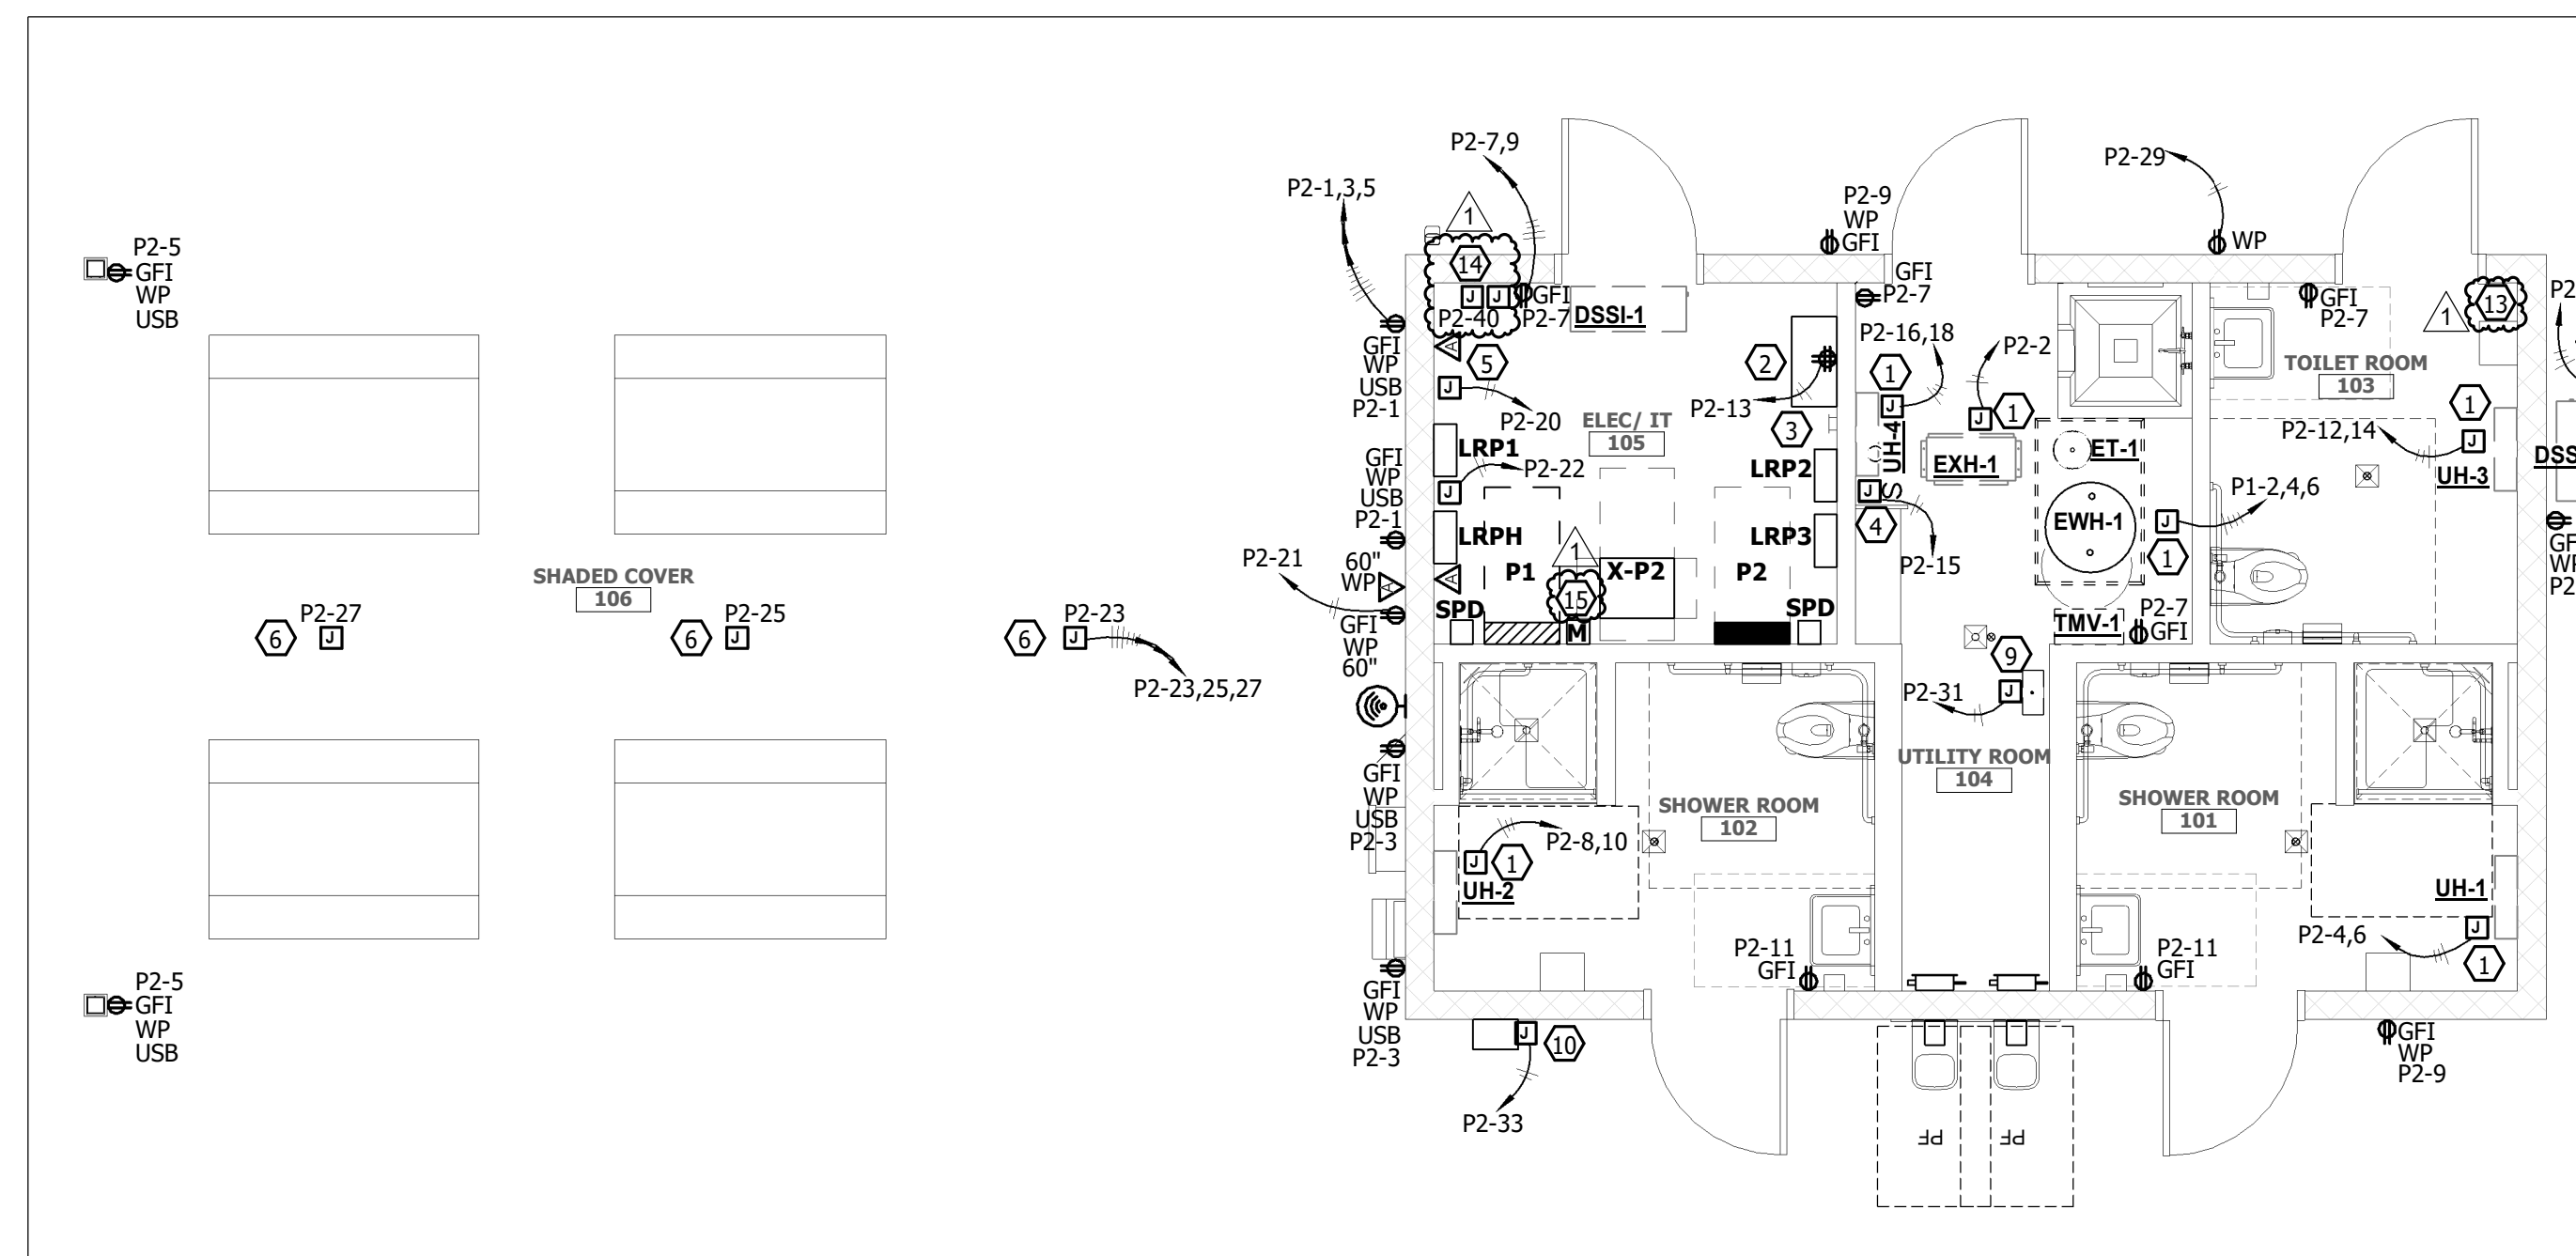 P2-7,9
P2-1,3,5
P2-29
P2-9
WP
GFI
WP
1
14
P2-5
GFI
WP
USB
J
J
GFI
P2-40
P2-7
DSSI-1
GFI
P2-7
GFI
P2-7
1
13
GFI
WP
USB
P2-1
A
5
J
P2-20
2
P2-13
P2-16,18
1
J
UH-4
P2-2
J
1
EXH-1
TOILET ROOM
103
1
P2-12,14
J
UH-3
ELEC/ IT
105
3
LRP1
GFI
WP
USB
P2-1
P2-22
J
LRPH
LRP2
LRP3
J
S
4
P2-15
ET-1
EWH-1
J
1
P1-2,4,6
SHADED COVER
106
P2-21
60"
WP
A
A
P1
1
X-P2
P2
15
SPD
M
SPD
TMV-1
P2-7
GFI
P2-27
6
J
P2-25
6
J
P2-23
6
J
P2-23,25,27
GFI
WP
60"
9
P2-31
J
GFI
WP
USB
P2-3
UTILITY ROOM
104
SHOWER ROOM
102
SHOWER ROOM
101
P2-8,10
J
1
UH-2
UH-1
P2-4,6
J
1
P2-11
GFI
P2-11
GFI
P2-5
GFI
WP
USB
GFI
WP
USB
P2-3
J
10
P2-33
GFI
WP
P2-9
PF
PF